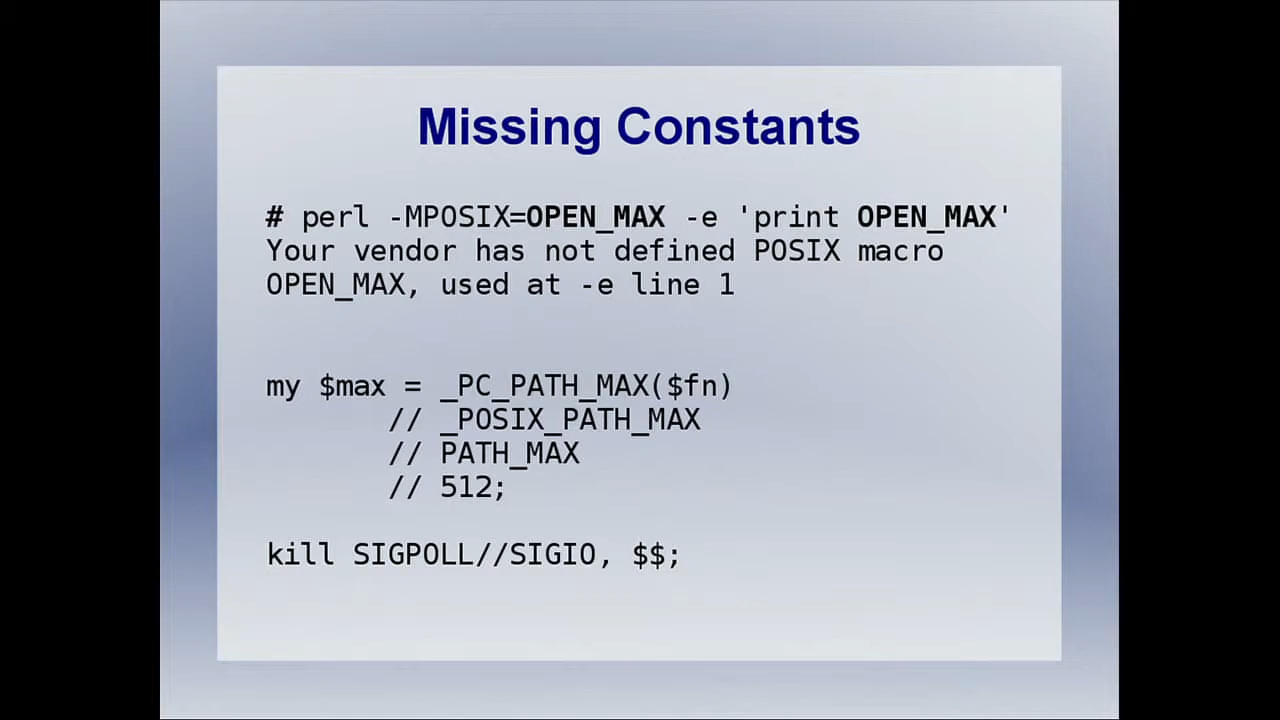 Missing Constants
# perl -MPOSIX=OPEN_MAX -e 'print OPEN_MAX'
Your vendor has not defined POSIX macro
OPEN_MAX, used at -e line 1
my $max = _PC_PATH_MAX($fn)
// _POSIX_PATH_MAX
// PATH_MAX
// 512;
kill SIGPOLL//SIGIO, $$;